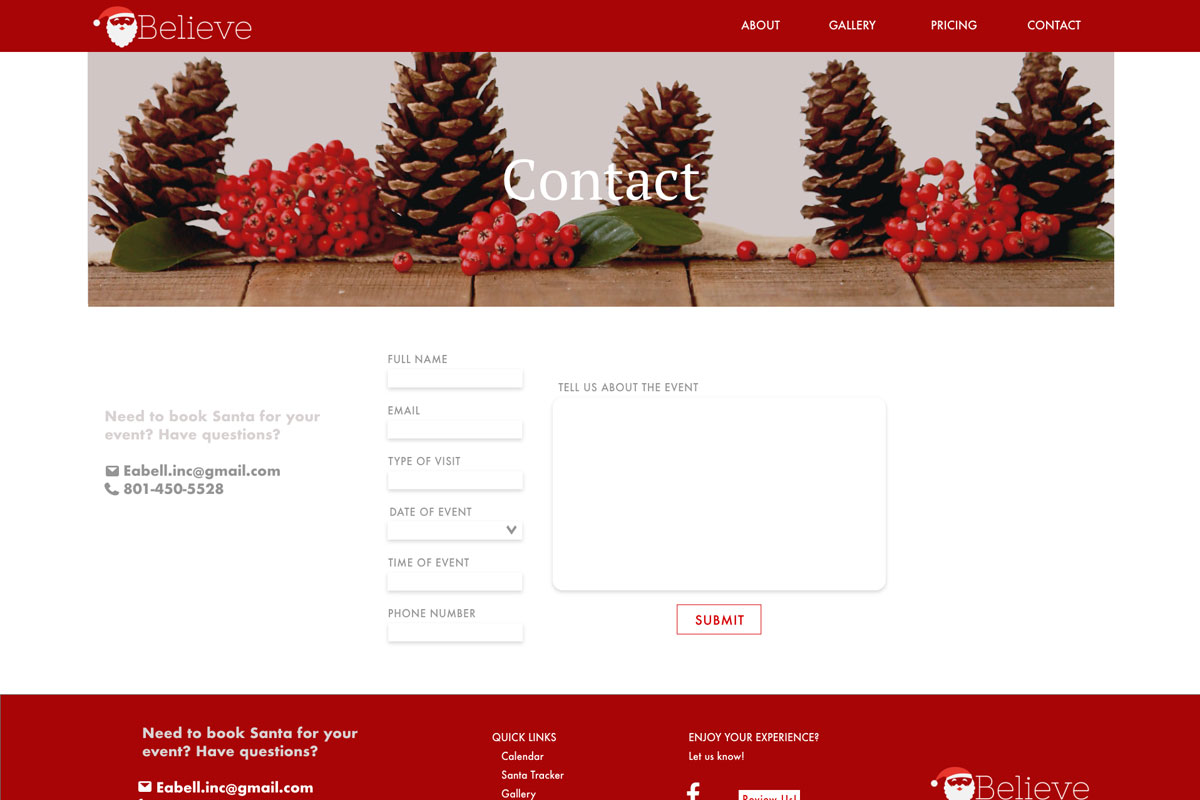 Believe
ABOUT
GALLERY
PRICING
CONTACT
Contact
Need to book Santa for your
event? Have questions?
Eabell.inc@gmail.com
801-450-5528
FULL NAME
EMAIL
TYPE OF VISIT
DATE OF EVENT
TIME OF EVENT
PHONE NUMBER
TELL US ABOUT THE EVENT
SUBMIT
Need to book Santa for your
event? Have questions?
Eabell.inc@gmail.com
QUICK LINKS
Calendar
Santa Tracker
Gallery
ENJOY YOUR EXPERIENCE?
Let us know!
Review Us!
Believe